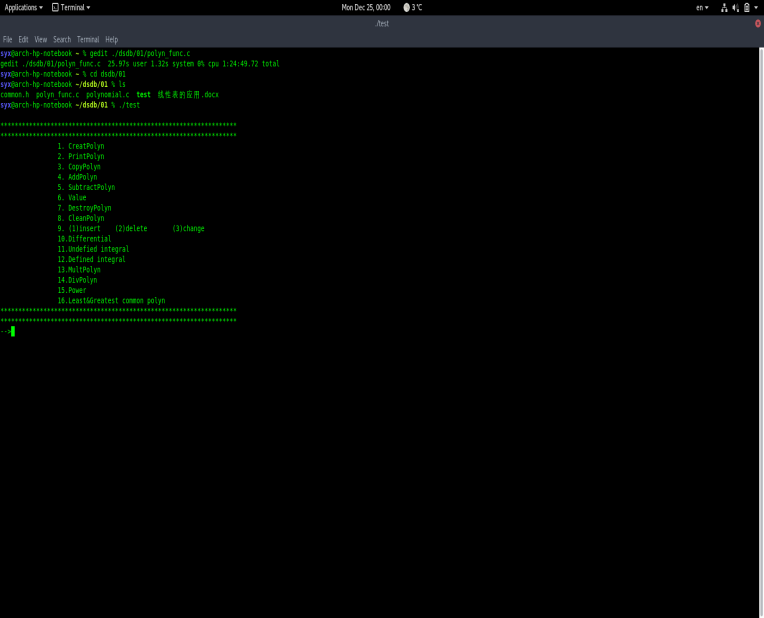 Applications Terminal Mon Dec 25, 00:00 3 ℃ en
./test
File Edit View Search Terminal Help
syx@arch-hp-notebook ~ % gedit ./dsdb/01/polyn_func.c
gedit ./dsdb/01/polyn_func.c  25.97s user 1.32s system 0% cpu 1:24:49.72 total
syx@arch-hp-notebook ~ % cd dsdb/01
syx@arch-hp-notebook ~/dsdb/01 % ls
common.h  polyn_func.c  polynomial.c  test  线性表的应用.docx
syx@arch-hp-notebook ~/dsdb/01 % ./test
******************************************************************
******************************************************************
1. CreatPolyn
2. PrintPolyn
3. CopyPolyn
4. AddPolyn
5. SubtractPolyn
6. Value
7. DestroyPolyn
8. CleanPolyn
9. (1)insert    (2)delete       (3)change
10.Differential
11.Undefied integral
12.Defined integral
13.MultPolyn
14.DivPolyn
15.Power
16.Least&Greatest common polyn
******************************************************************
******************************************************************
-->